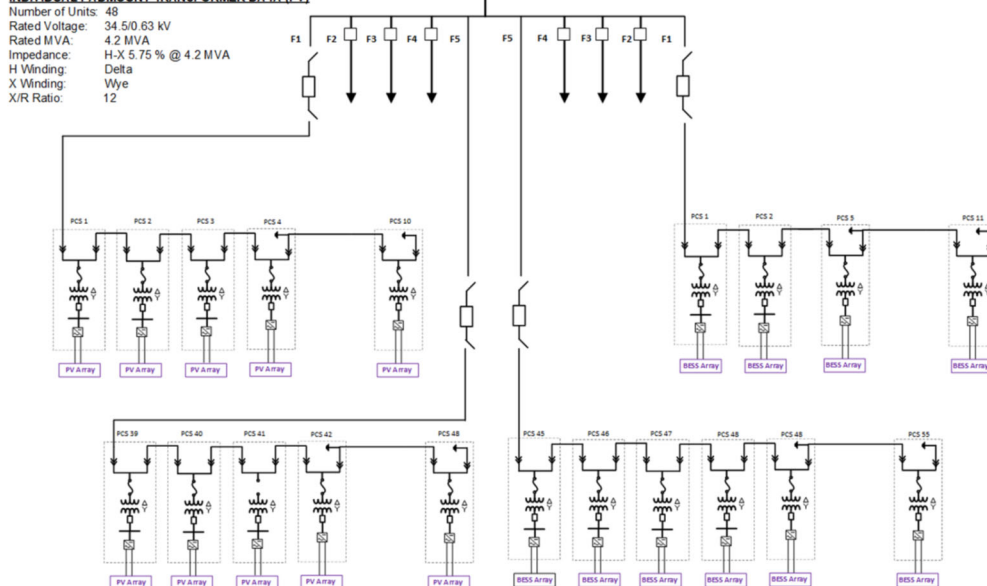 INDIVIDUAL PADMOUNT TRANSFORMER DATA (PV)
Number of Units: 48
Rated Voltage: 34.5/0.63 kV
Rated MVA: 4.2 MVA
Impedance: H-X 5.75 % @ 4.2 MVA
H Winding: Delta
X Winding: Wye
X/R Ratio: 12
F1 F2 F3 F4 F5 F5 F4 F3 F2 F1
PCS 1 PCS 2 PCS 3 PCS 4 PCS 10
PCS 1 PCS 2 PCS 5 PCS 11
PV Array PV Array PV Array PV Array PV Array
BESS Array BESS Array BESS Array BESS Array
PCS 39 PCS 40 PCS 41 PCS 42 PCS 48
PCS 45 PCS 46 PCS 47 PCS 48 PCS 48 PCS 55
PV Array PV Array PV Array PV Array PV Array
BESS Array BESS Array BESS Array BESS Array BESS Array BESS Array